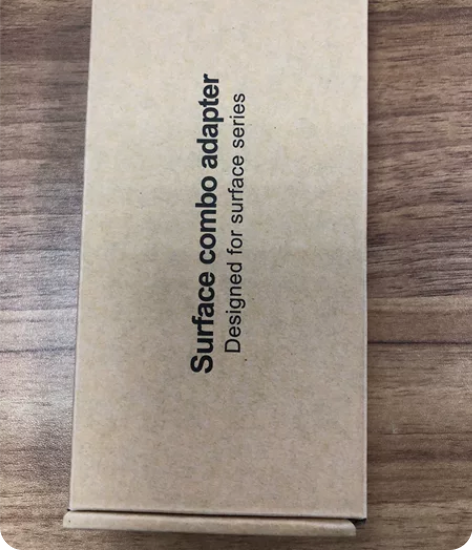 Surface combo adapter
Designed for surface series